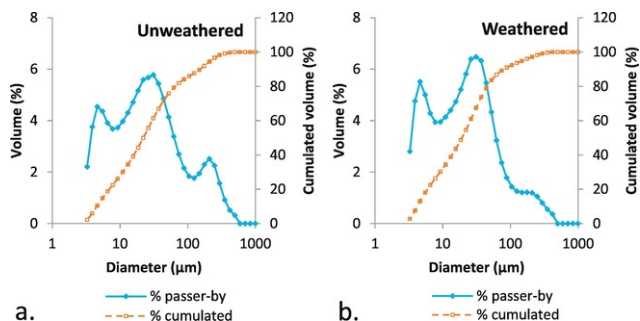 Unweathered
8
6
4
2
0
Volume (%)
120
100
80
60
40
20
0
Cumulated volume (%)
1 10 100 1000
Diameter (µm)
% passer-by
% cumulated
a.
Weathered
8
6
4
2
0
Volume (%)
120
100
80
60
40
20
0
Cumulated volume (%)
1 10 100 1000
Diameter (µm)
% passer-by
% cumulated
b.